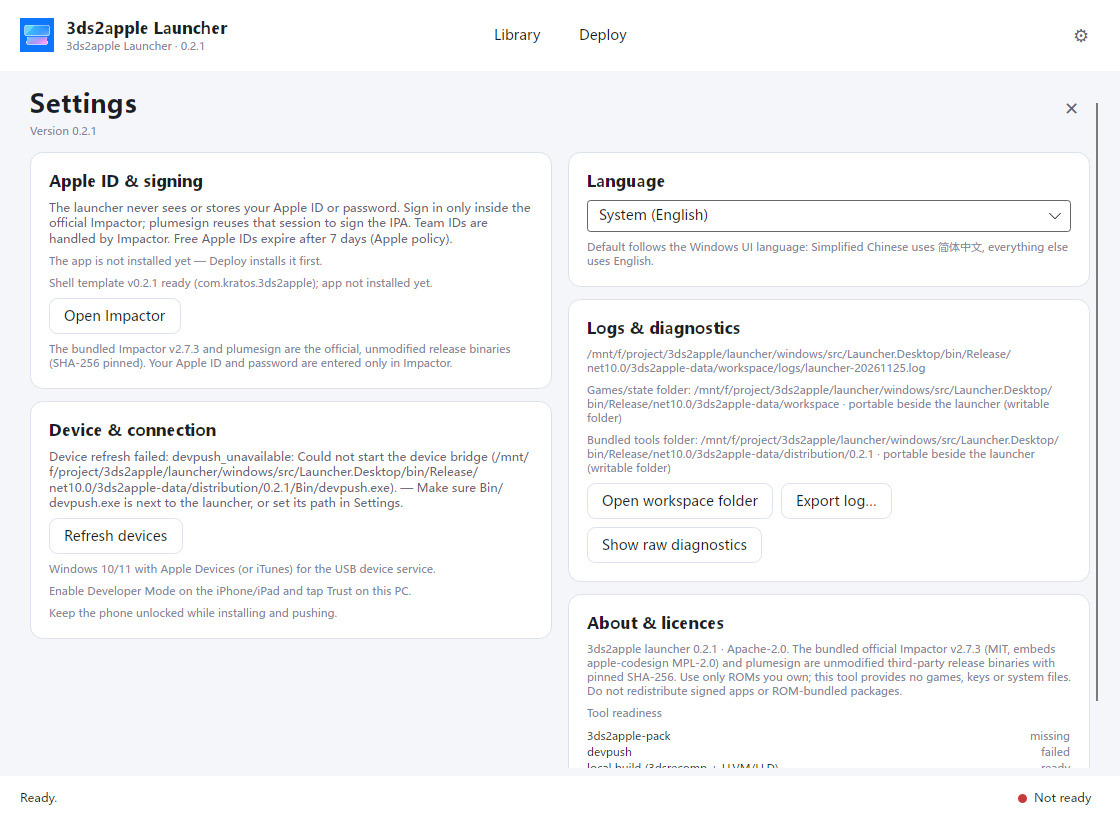 3ds2apple Launcher
3ds2apple Launcher · 0.2.1
Library
Deploy
Settings
Version 0.2.1
Apple ID & signing
The launcher never sees or stores your Apple ID or password. Sign in only inside the
official Impactor; plumesign reuses that session to sign the IPA. Team IDs are
handled by Impactor. Free Apple IDs expire after 7 days (Apple policy).
The app is not installed yet — Deploy installs it first.
Shell template v0.2.1 ready (com.kratos.3ds2apple); app not installed yet.
Open Impactor
The bundled Impactor v2.7.3 and plumesign are the official, unmodified release binaries
(SHA-256 pinned). Your Apple ID and password are entered only in Impactor.
Device & connection
Device refresh failed: devpush_unavailable: Could not start the device bridge (/mnt/
f/project/3ds2apple/launcher/windows/src/Launcher.Desktop/bin/Release/
net10.0/3ds2apple-data/distribution/0.2.1/Bin/devpush.exe). — Make sure Bin/
devpush.exe is next to the launcher, or set its path in Settings.
Refresh devices
Windows 10/11 with Apple Devices (or iTunes) for the USB device service.
Enable Developer Mode on the iPhone/iPad and tap Trust on this PC.
Keep the phone unlocked while installing and pushing.
Language
System (English)
Default follows the Windows UI language: Simplified Chinese uses 简体中文, everything else
uses English.
Logs & diagnostics
/mnt/f/project/3ds2apple/launcher/windows/src/Launcher.Desktop/bin/Release/
net10.0/3ds2apple-data/workspace/logs/launcher-20261125.log
Games/state folder: /mnt/f/project/3ds2apple/launcher/windows/src/Launcher.Desktop/
bin/Release/net10.0/3ds2apple-data/workspace · portable beside the launcher (writable
folder)
Bundled tools folder: /mnt/f/project/3ds2apple/launcher/windows/src/Launcher.Desktop/
bin/Release/net10.0/3ds2apple-data/distribution/0.2.1 · portable beside the launcher
(writable folder)
Open workspace folder
Export log...
Show raw diagnostics
About & licences
3ds2apple launcher 0.2.1 · Apache-2.0. The bundled official Impactor v2.7.3 (MIT, embeds
apple-codesign MPL-2.0) and plumesign are unmodified third-party release binaries with
pinned SHA-256. Use only ROMs you own; this tool provides no games, keys or system files.
Do not redistribute signed apps or ROM-bundled packages.
Tool readiness
3ds2apple-pack missing
devpush failed
local build (3dsrecomp + LLVM/LLD) ready
Ready.
Not ready